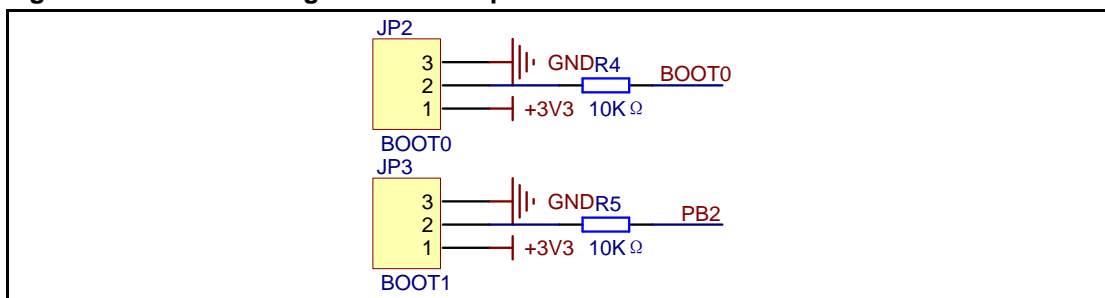 JP2
3 GND R4 BOOT0
2
1 +3V3 10K Ω
BOOT0
JP3
3 GND R5 PB2
2
1 +3V3 10K Ω
BOOT1